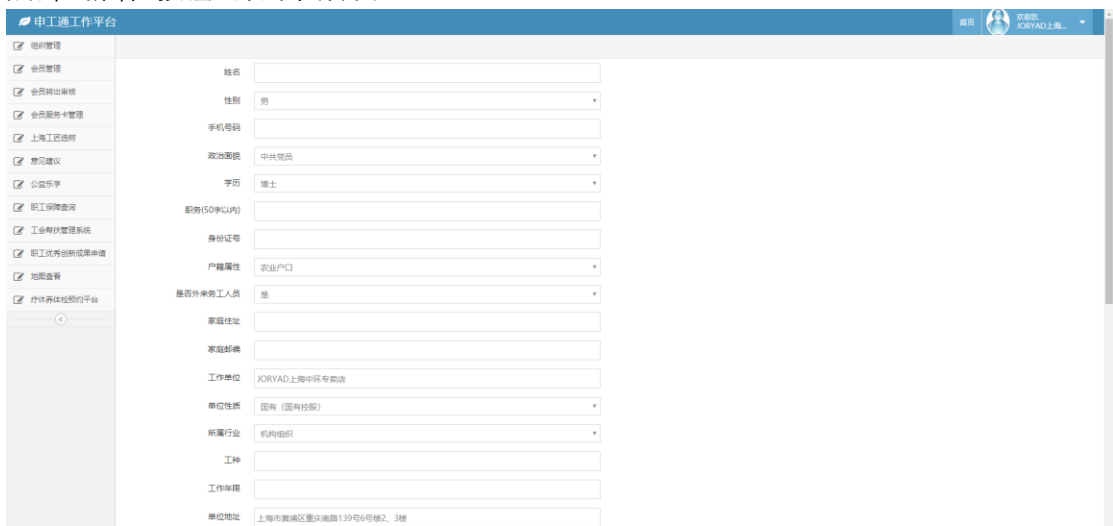 申工通工作平台
首页
欢迎您,
JORYAD上海...
组织管理
会员管理
会员转出审核
会员服务卡管理
上海工匠选树
意见建议
公益乐学
职工保障查询
工会帮扶管理系统
职工优秀创新成果申请
地图查看
疗休养体检预约平台
姓名
性别 男
手机号码
政治面貌 中共党员
学历 博士
职务(50字以内)
身份证号
户籍属性 农业户口
是否外来务工人员 是
家庭住址
家庭邮编
工作单位 JORYAD上海中环专卖店
单位性质 国有（国有控股）
所属行业 机构组织
工种
工作年限
单位地址 上海市黄浦区重庆南路139号6号楼2、3楼